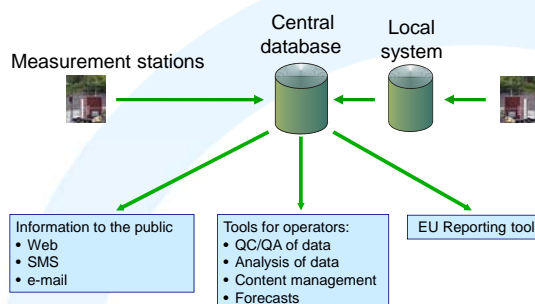 Central
database
Local
system
Measurement stations
Information to the public
• Web
• SMS
• e-mail
Tools for operators:
• QC/QA of data
• Analysis of data
• Content management
• Forecasts
EU Reporting tool